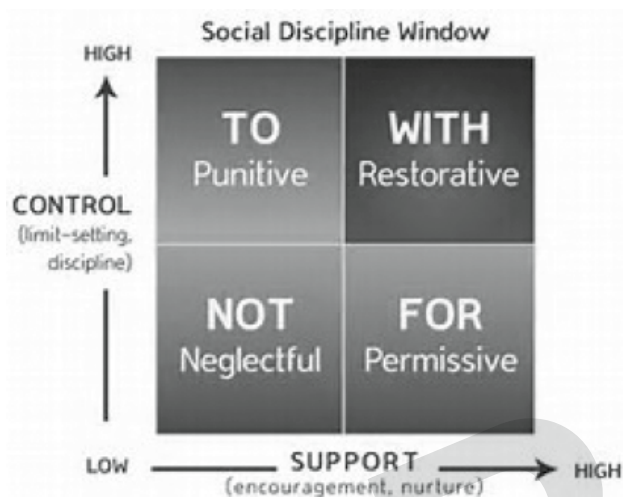 Social Discipline Window
HIGH
TO
Punitive
WITH
Restorative
CONTROL
(limit-setting,
discipline)
NOT
Neglectful
FOR
Permissive
LOW
SUPPORT
HIGH
(encouragement, nurture)